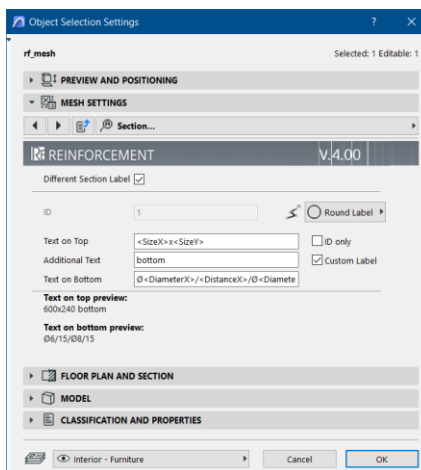 Object Selection Settings
rf_mesh Selected: 1 Editable: 1
PREVIEW AND POSITIONING
MESH SETTINGS
Section...
REINFORCEMENT V.4.00
Different Section Label
ID 1 Round Label
Text on Top <SizeX>x<SizeY> ID only
Additional Text bottom Custom Label
Text on Bottom Ø<DiameterX>/<DistanceX>/Ø<Diamete
Text on top preview:
600x240 bottom
Text on bottom preview:
Ø6/15/Ø8/15
FLOOR PLAN AND SECTION
MODEL
CLASSIFICATION AND PROPERTIES
Interior - Furniture Cancel OK